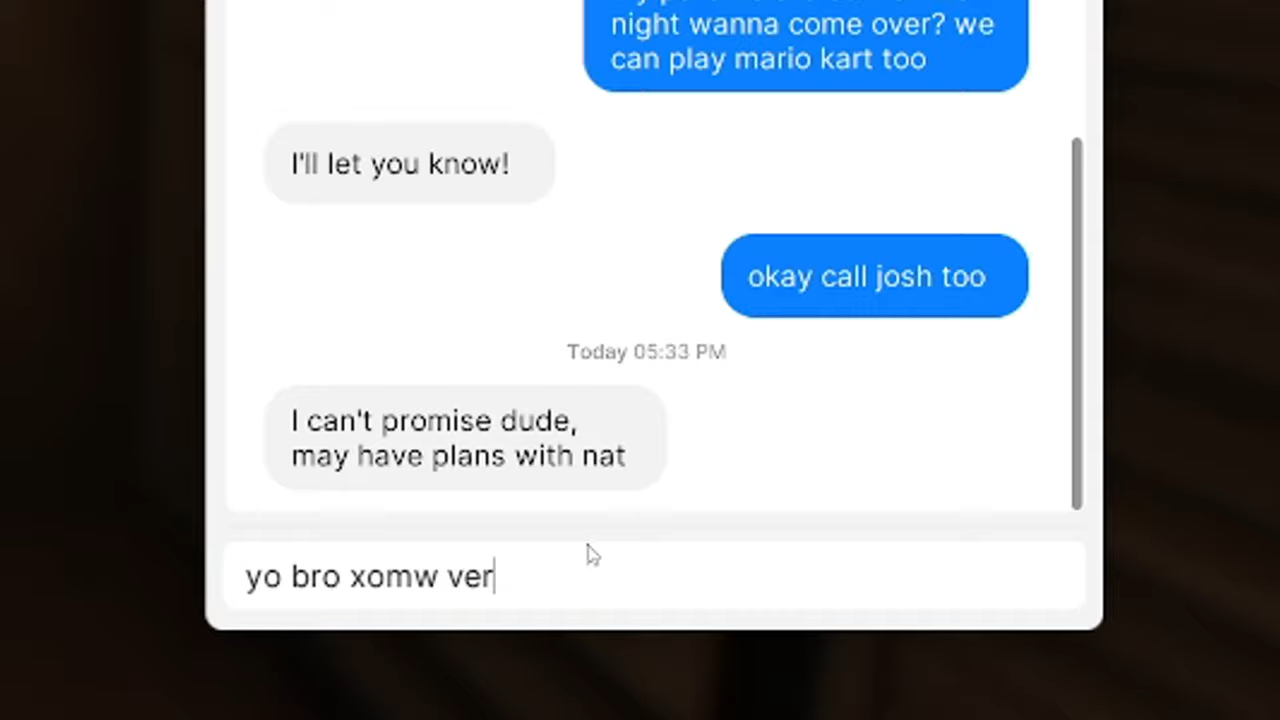 night wanna come over? we
can play mario kart too
I'll let you know!
okay call josh too
Today 05:33 PM
I can't promise dude,
may have plans with nat
yo bro xomw ver